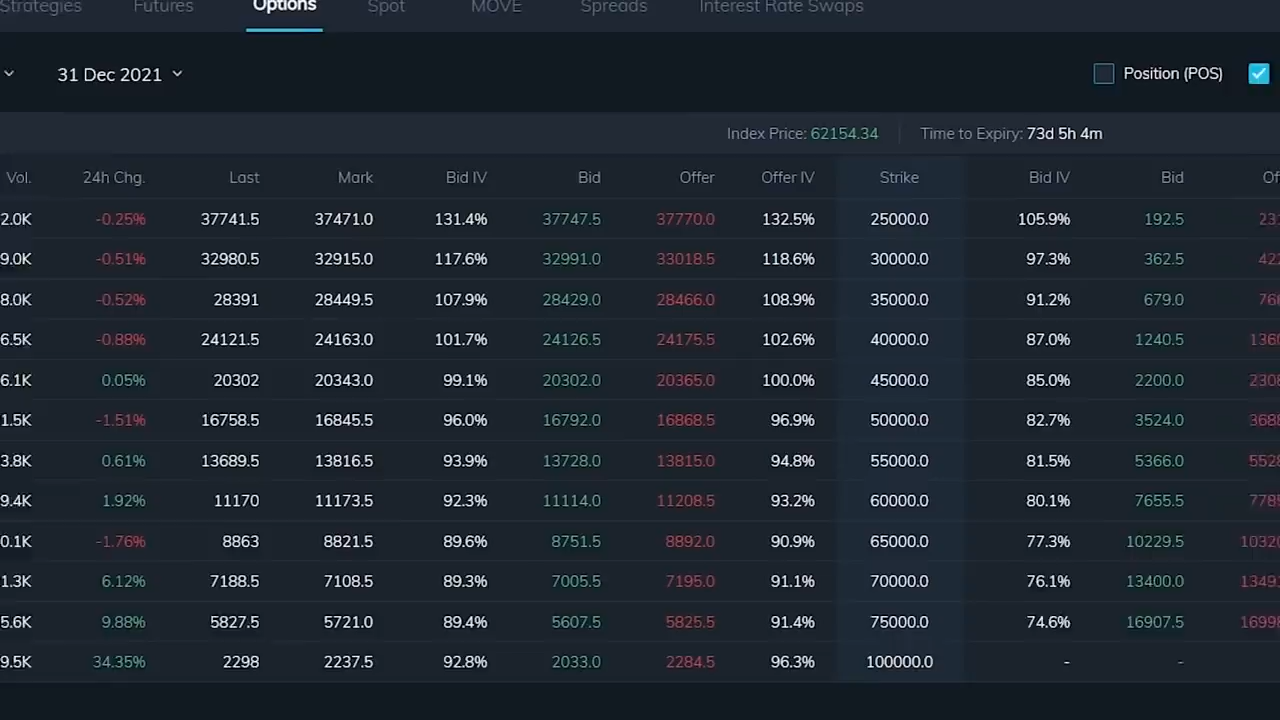 Strategies Futures Options Spot MOVE Spreads Interest Rate Swaps
31 Dec 2021 Position (POS)
Index Price: 62154.34 Time to Expiry: 73d 5h 4m
Vol. 24h Chg. Last Mark Bid IV Bid Offer Offer IV Strike Bid IV Bid
2.0K -0.25% 37741.5 37471.0 131.4% 37747.5 37770.0 132.5% 25000.0 105.9% 192.5
9.0K -0.51% 32980.5 32915.0 117.6% 32991.0 33018.5 118.6% 30000.0 97.3% 362.5
8.0K -0.52% 28391 28449.5 107.9% 28429.0 28466.0 108.9% 35000.0 91.2% 679.0
6.5K -0.88% 24121.5 24163.0 101.7% 24126.5 24175.5 102.6% 40000.0 87.0% 1240.5
6.1K 0.05% 20302 20343.0 99.1% 20302.0 20365.0 100.0% 45000.0 85.0% 2200.0
1.5K -1.51% 16758.5 16845.5 96.0% 16792.0 16868.5 96.9% 50000.0 82.7% 3524.0
3.8K 0.61% 13689.5 13816.5 93.9% 13728.0 13815.0 94.8% 55000.0 81.5% 5366.0
9.4K 1.92% 11170 11173.5 92.3% 11114.0 11208.5 93.2% 60000.0 80.1% 7655.5
0.1K -1.76% 8863 8821.5 89.6% 8751.5 8892.0 90.9% 65000.0 77.3% 10229.5
1.3K 6.12% 7188.5 7108.5 89.3% 7005.5 7195.0 91.1% 70000.0 76.1% 13400.0
5.6K 9.88% 5827.5 5721.0 89.4% 5607.5 5825.5 91.4% 75000.0 74.6% 16907.5
9.5K 34.35% 2298 2237.5 92.8% 2033.0 2284.5 96.3% 100000.0 - -